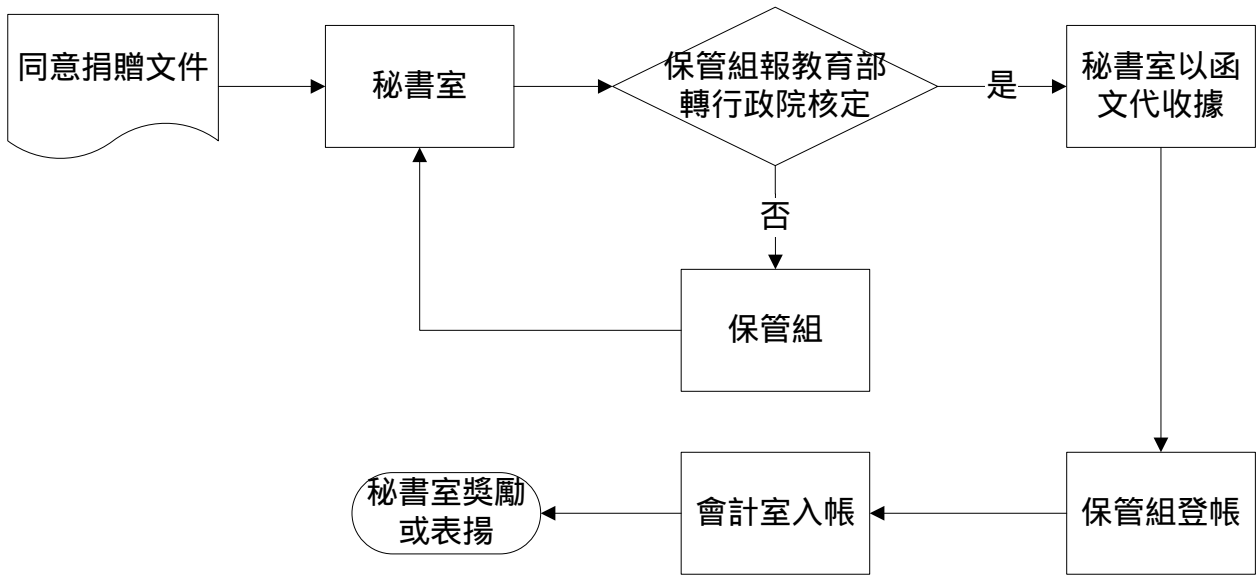 同意捐贈文件
秘書室
保管組報教育部
轉行政院核定
是
秘書室以函
文代收據
否
保管組
秘書室獎勵
或表揚
會計室入帳
保管組登帳